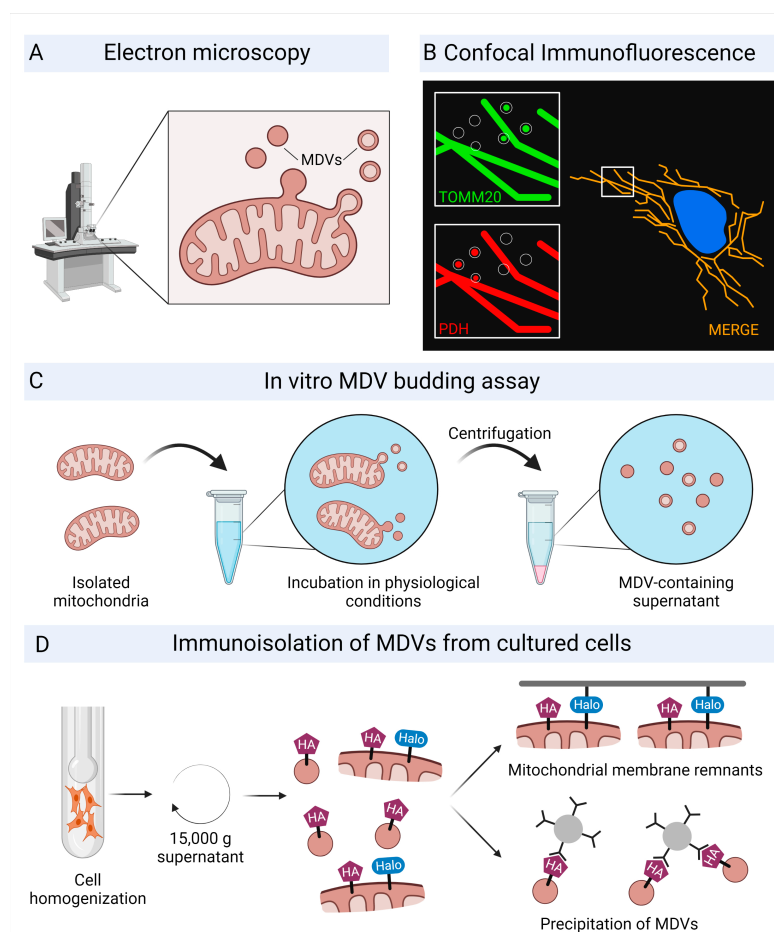 A
Electron microscopy
MDVs
B
Confocal Immunofluorescence
TOMM20
PDH
MERGE
C
In vitro MDV budding assay
Centrifugation
Isolated
mitochondria
Incubation in physiological
conditions
MDV-containing
supernatant
D
Immunoisolation of MDVs from cultured cells
Cell
homogenization
15,000 g
supernatant
HA
HA
Halo
HA
HA
HA
Halo
HA
Halo
HA
Halo
Mitochondrial membrane remnants
HA
HA
HA
Precipitation of MDVs